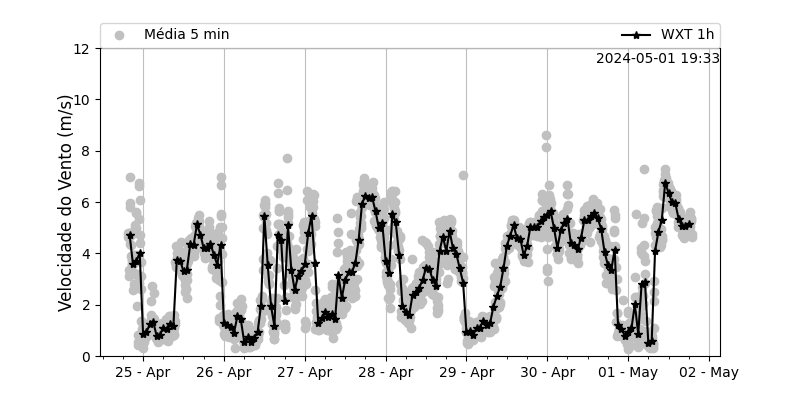 Média 5 min
WXT 1h
2024-05-01 19:33
Velocidade do Vento (m/s)
12
10
8
6
4
2
0
25 - Apr 26 - Apr 27 - Apr 28 - Apr 29 - Apr 30 - Apr 01 - May 02 - May